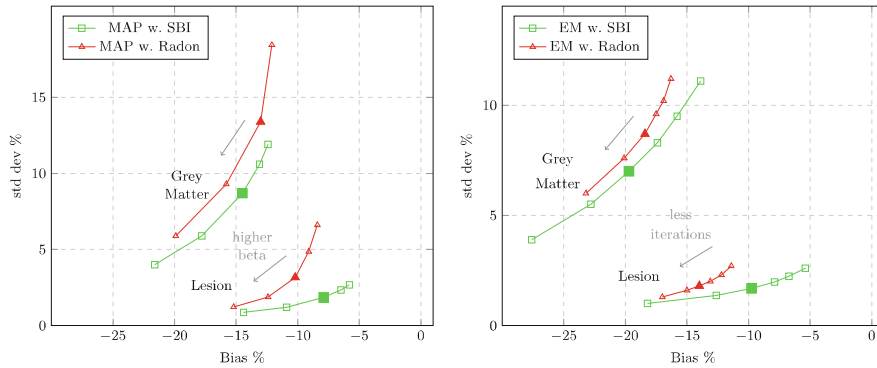 MAP w. SBI
MAP w. Radon
15
10
5
0
std dev %
Grey
Matter
higher
beta
Lesion
−25
−20
−15
−10
−5
0
Bias %
EM w. SBI
EM w. Radon
10
5
0
std dev %
Grey
Matter
less
iterations
Lesion
−25
−20
−15
−10
−5
0
Bias %